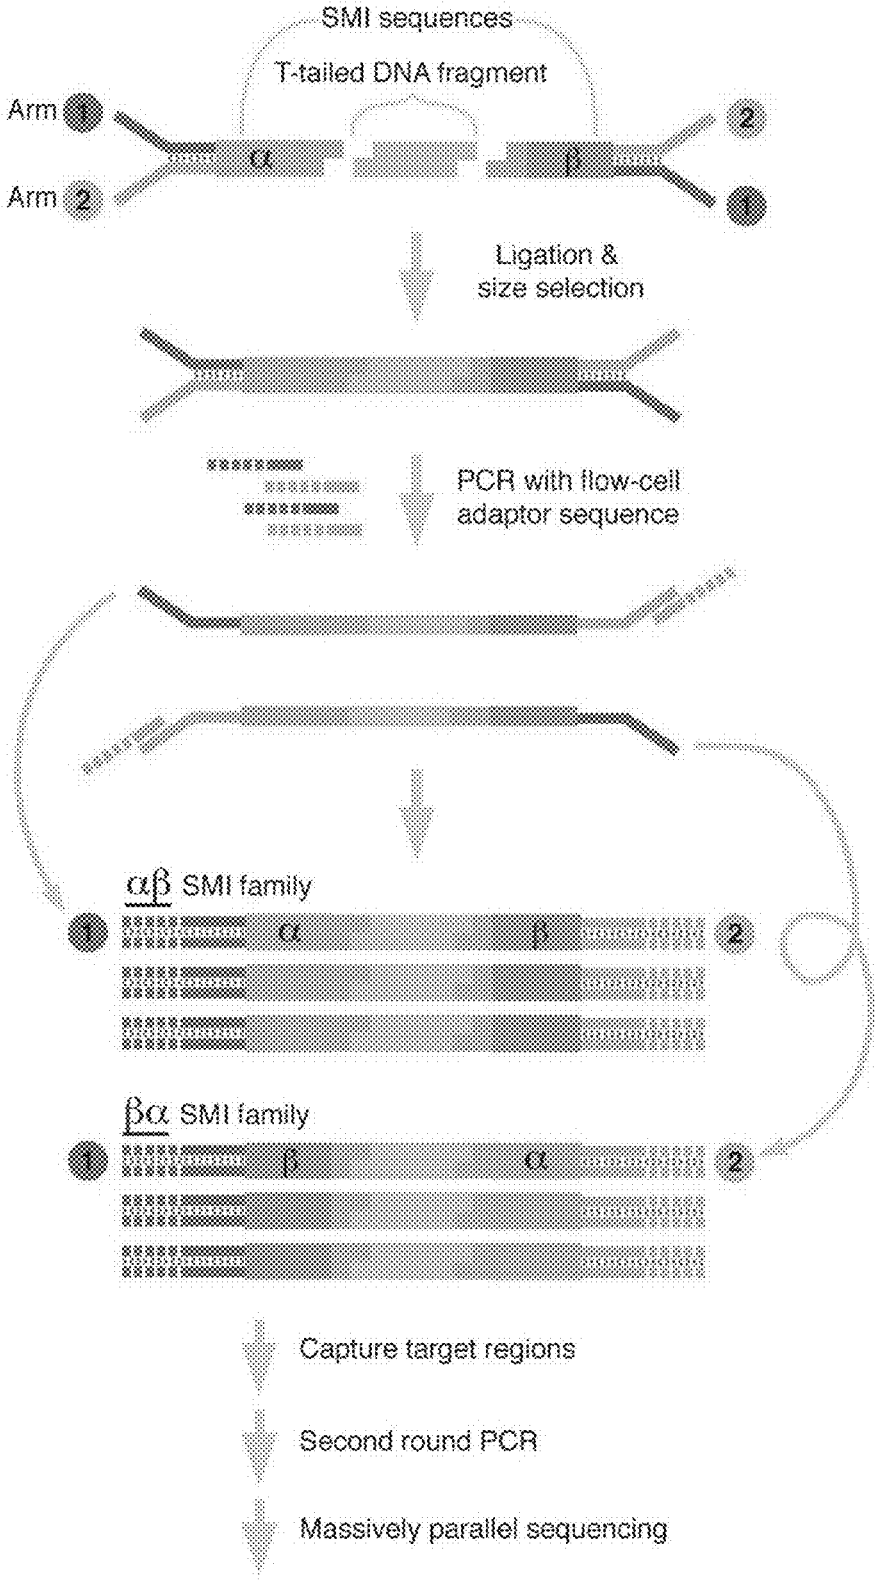 SMI sequences
T-tailed DNA fragment
Arm 1
2
α
β
Arm 2
1
Ligation &
size selection
PCR with flow-cell
adaptor sequence
αβ SMI family
1
α
β
2
βα SMI family
1
β
α
2
Capture target regions
Second round PCR
Massively parallel sequencing